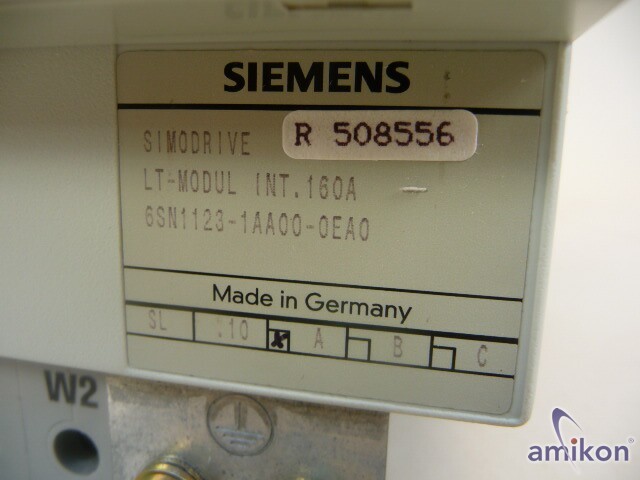 SIEMENS
SIMODRIVE R 508556
LT-MODUL INT.160A
6SN1123-1AA00-0EA0
Made in Germany
SL .10 x A B C
W2
amikon®